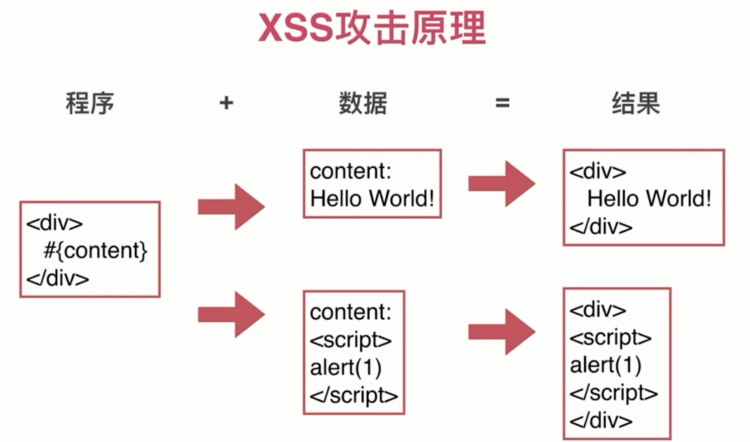 XSS攻击原理
程序 + 数据 = 结果
<div>
#{content}
</div>
content:
Hello World!
<div>
Hello World!
</div>
content:
<script>
alert(1)
</script>
<div>
<script>
alert(1)
</script>
</div>